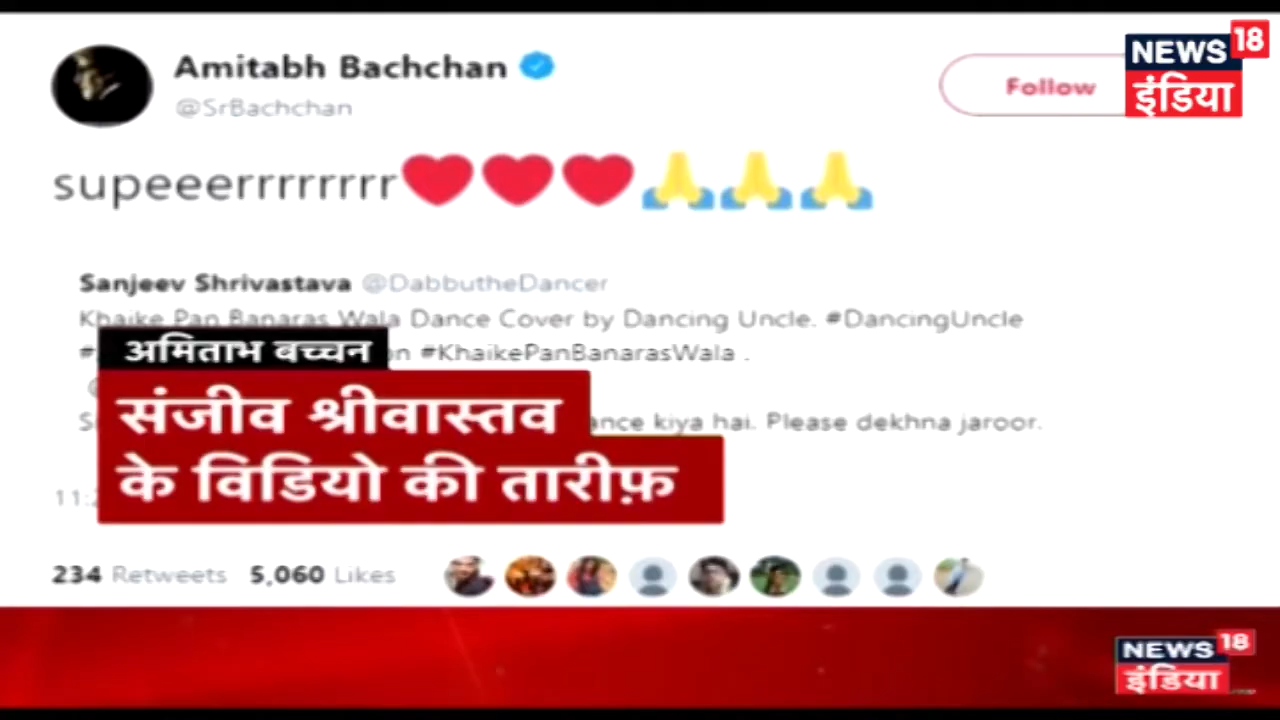 NEWS 18
इंडिया
Amitabh Bachchan
@SrBachchan
Follow
supeeerrrrrrrr❤❤❤🙏🙏🙏
Sanjeev Shrivastava @DabbutheDancer
Khaike Pan Banaras Wala Dance Cover by Dancing Uncle. #DancingUncle
#KhaikePanBanarasWala .
kiya hai. Please dekhna jaroor.
अमिताभ बच्चन
संजीव श्रीवास्तव
के विडियो की तारीफ़
234 Retweets 5,060 Likes
NEWS 18
इंडिया